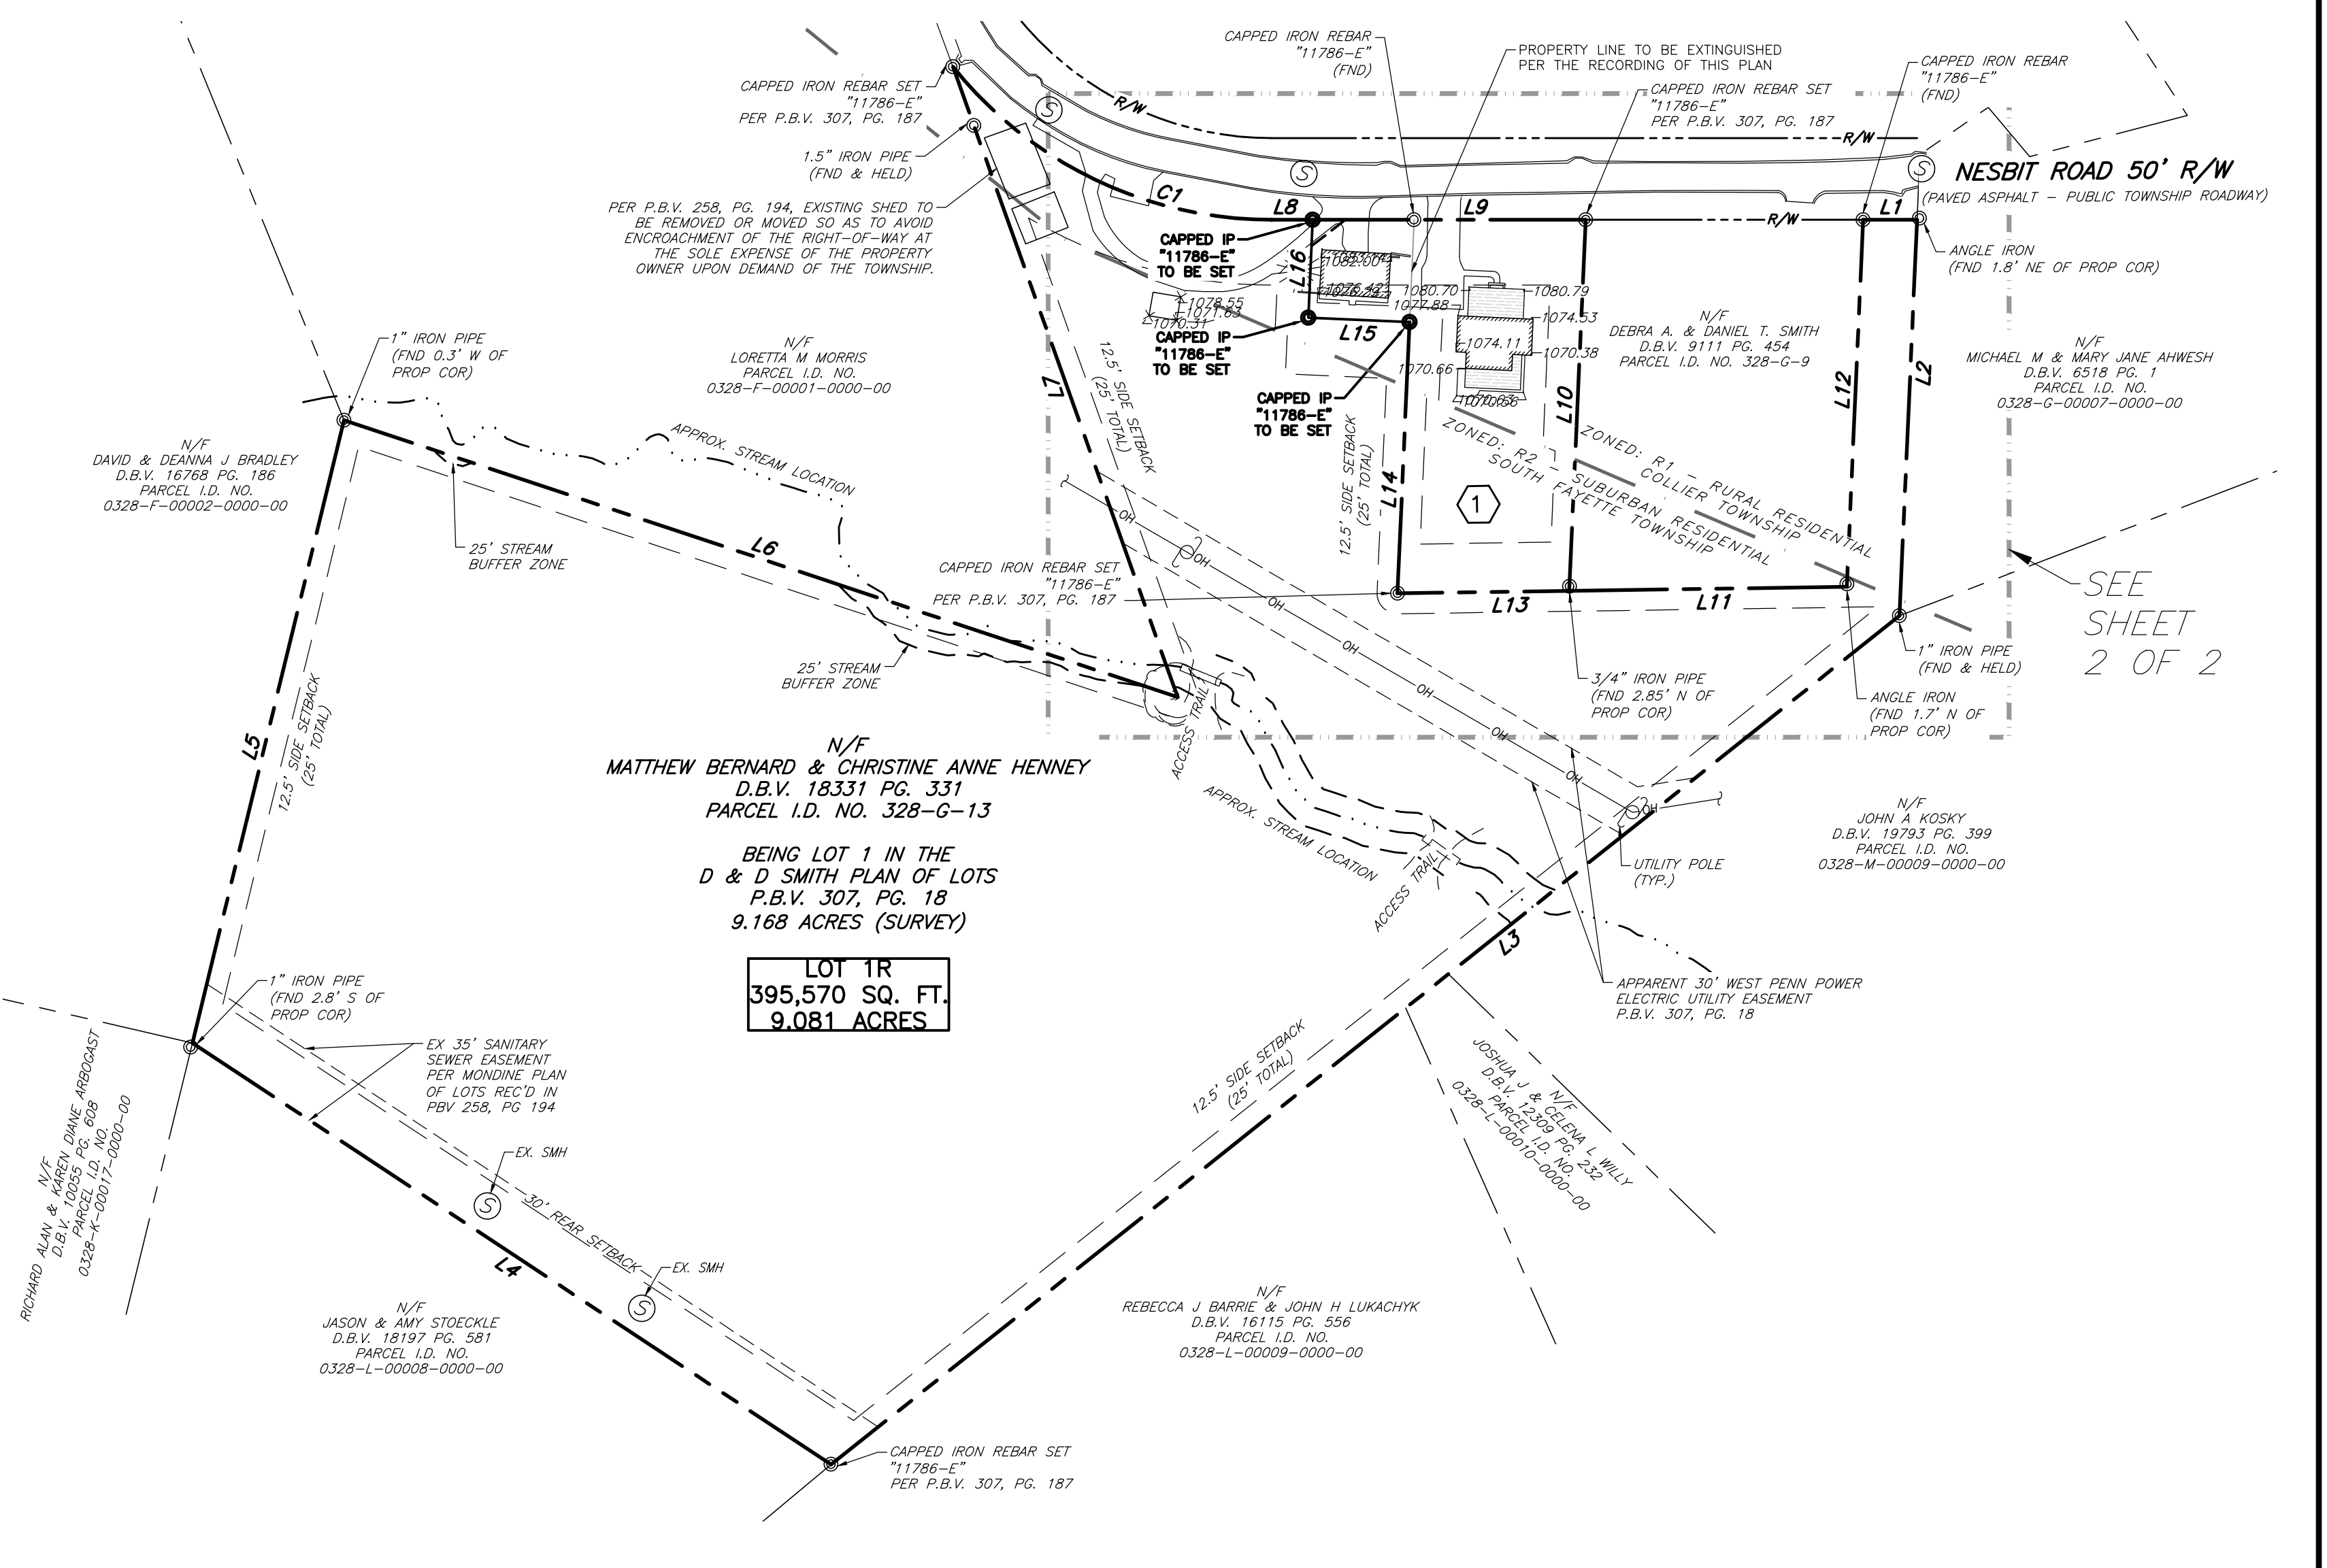 CAPPED IRON REBAR
"11786-E"
(FND)
PROPERTY LINE TO BE EXTINGUISHED
PER THE RECORDING OF THIS PLAN
CAPPED IRON REBAR
"11786-E"
(FND)
CAPPED IRON REBAR SET
"11786-E"
PER P.B.V. 307, PG. 187
CAPPED IRON REBAR SET
"11786-E"
PER P.B.V. 307, PG. 187
R/W
R/W
R/W
S
S
S
NESBIT ROAD 50' R/W
(PAVED ASPHALT - PUBLIC TOWNSHIP ROADWAY)
1.5" IRON PIPE
(FND & HELD)
PER P.B.V. 258, PG. 194, EXISTING SHED TO
BE REMOVED OR MOVED SO AS TO AVOID
ENCROACHMENT OF THE RIGHT-OF-WAY AT
THE SOLE EXPENSE OF THE PROPERTY
OWNER UPON DEMAND OF THE TOWNSHIP.
C1
L8
L9
L1
CAPPED IP
"11786-E"
TO BE SET
L16
ANGLE IRON
(FND 1.8' NE OF PROP COR)
1082.00
1076.42
1080.70
1077.88
1080.79
1078.55
1071.63
1070.31
1074.53
1074.11
1070.38
1070.66
1070.66
L15
CAPPED IP
"11786-E"
TO BE SET
CAPPED IP
"11786-E"
TO BE SET
N/F
DEBRA A. & DANIEL T. SMITH
D.B.V. 9111 PG. 454
PARCEL I.D. NO. 328-G-9
N/F
MICHAEL M & MARY JANE AHWESH
D.B.V. 6518 PG. 1
PARCEL I.D. NO.
0328-G-00007-0000-00
1" IRON PIPE
(FND 0.3' W OF
PROP COR)
N/F
LORETTA M MORRIS
PARCEL I.D. NO.
0328-F-00001-0000-00
L7
12.5' SIDE SETBACK
(25' TOTAL)
12.5' SIDE SETBACK
(25' TOTAL)
L14
L10
L12
L2
ZONED: R1 - RURAL RESIDENTIAL
COLLIER TOWNSHIP
ZONED: R2 - SUBURBAN RESIDENTIAL
SOUTH FAYETTE TOWNSHIP
1
N/F
DAVID & DEANNA J BRADLEY
D.B.V. 16768 PG. 186
PARCEL I.D. NO.
0328-F-00002-0000-00
APPROX. STREAM LOCATION
25' STREAM
BUFFER ZONE
L6
OH
OH
OH
OH
OH
OH
OH
OH
CAPPED IRON REBAR SET
"11786-E"
PER P.B.V. 307, PG. 187
L13
L11
SEE
SHEET
2 OF 2
25' STREAM
BUFFER ZONE
1" IRON PIPE
(FND & HELD)
3/4" IRON PIPE
(FND 2.85' N OF
PROP COR)
ANGLE IRON
(FND 1.7' N OF
PROP COR)
L5
12.5' SIDE SETBACK
(25' TOTAL)
ACCESS TRAIL
N/F
MATTHEW BERNARD & CHRISTINE ANNE HENNEY
D.B.V. 18331 PG. 331
PARCEL I.D. NO. 328-G-13
BEING LOT 1 IN THE
D & D SMITH PLAN OF LOTS
P.B.V. 307, PG. 18
9.168 ACRES (SURVEY)
LOT 1R
395,570 SQ. FT.
9.081 ACRES
APPROX. STREAM LOCATION
ACCESS TRAIL
UTILITY POLE
(TYP.)
N/F
JOHN A KOSKY
D.B.V. 19793 PG. 399
PARCEL I.D. NO.
0328-M-00009-0000-00
L3
APPARENT 30' WEST PENN POWER
ELECTRIC UTILITY EASEMENT
P.B.V. 307, PG. 18
1" IRON PIPE
(FND 2.8' S OF
PROP COR)
EX 35' SANITARY
SEWER EASEMENT
PER MONDINE PLAN
OF LOTS REC'D IN
PBV 258, PG 194
N/F
RICHARD ALAN & KAREN DIANE ARBOGAST
D.B.V. 10055 PG. 608
PARCEL I.D. NO.
0328-K-00017-0000-00
12.5' SIDE SETBACK
(25' TOTAL)
N/F
JOSHUA J & CELENA L WILLY
D.B.V. 12309 PG. 232
PARCEL I.D. NO.
0328-L-00010-0000-00
EX. SMH
S
30' REAR SETBACK
L4
EX. SMH
S
N/F
JASON & AMY STOECKLE
D.B.V. 18197 PG. 581
PARCEL I.D. NO.
0328-L-00008-0000-00
N/F
REBECCA J BARRIE & JOHN H LUKACHYK
D.B.V. 16115 PG. 556
PARCEL I.D. NO.
0328-L-00009-0000-00
CAPPED IRON REBAR SET
"11786-E"
PER P.B.V. 307, PG. 187